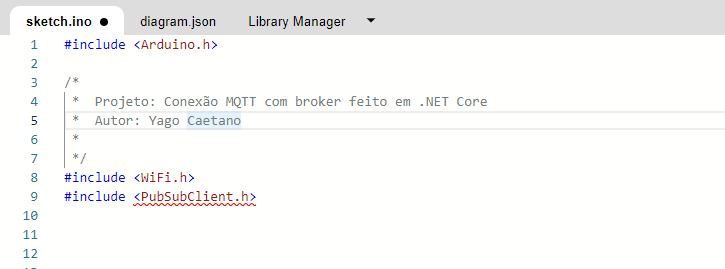 sketch.ino ● diagram.json Library Manager
1 #include <Arduino.h>
2
3 /*
4 * Projeto: Conexão MQTT com broker feito em .NET Core
5 * Autor: Yago Caetano
6 *
7 */
8 #include <WiFi.h>
9 #include <PubSubClient.h>
10
11
12